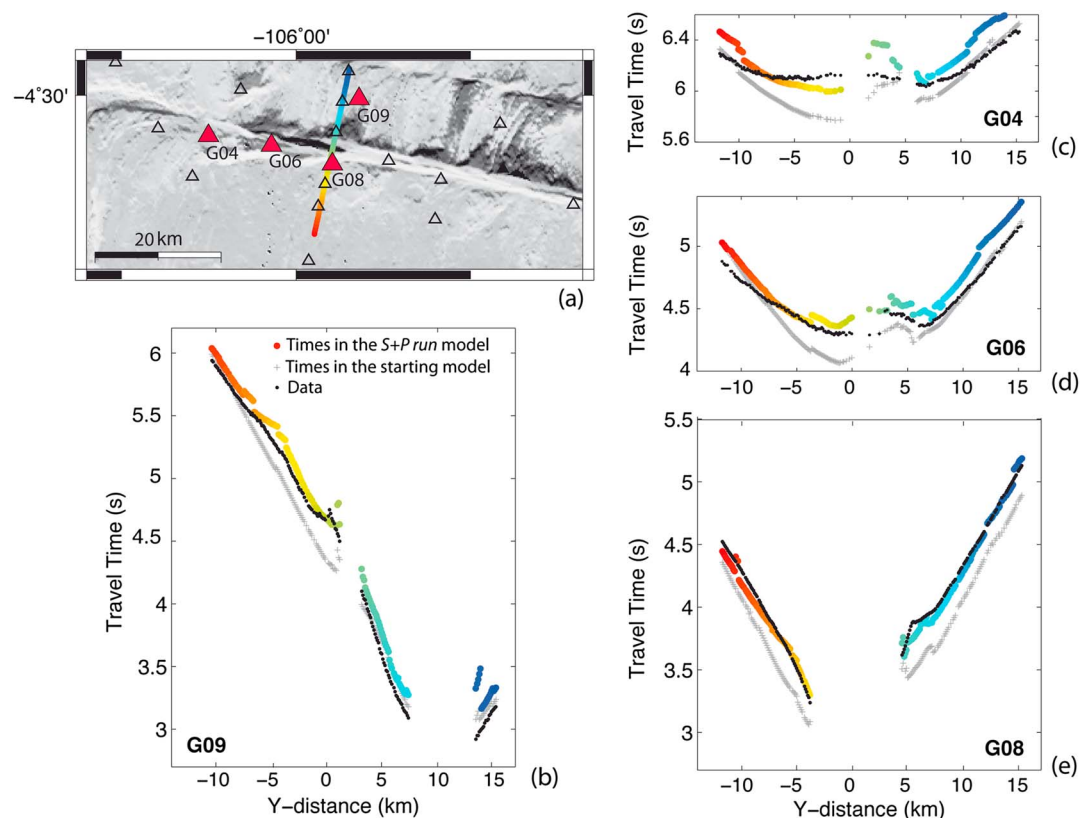 −106°00'
−4°30'
G04
G06
G08
G09
20 km
(a)
6.4
6
5.6
Travel Time (s)
G04
−10
−5
0
5
10
15
(c)
5
4.5
4
Travel Time (s)
G06
−10
−5
0
5
10
15
(d)
6
5.5
5
4.5
4
3.5
3
Travel Time (s)
Times in the S+P run model
Times in the starting model
Data
G09
−10
−5
0
5
10
15
Y−distance (km)
(b)
5.5
5
4.5
4
3.5
3
Travel Time (s)
G08
−10
−5
0
5
10
15
Y−distance (km)
(e)